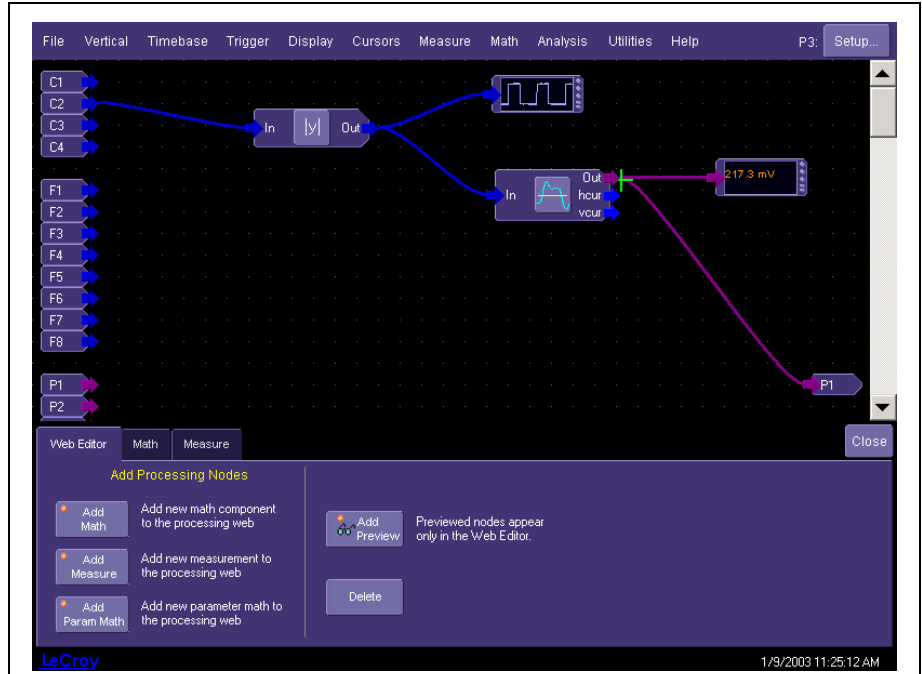 File Vertical Timebase Trigger Display Cursors Measure Math Analysis Utilities Help P3: Setup...
C1
C2
C3
C4
In |y| Out
F1
F2
F3
F4
F5
F6
F7
F8
In
Out
hcur
vcur
217.3 mV
P1
P2
P1
Web Editor Math Measure Close
Add Processing Nodes
Add Math
Add new math component
to the processing web
Add Measure
Add new measurement to
the processing web
Add Param Math
Add new parameter math to
the processing web
Add Preview
Previewed nodes appear
only in the Web Editor.
Delete
LeCroy 1/9/2003 11:25:12 AM